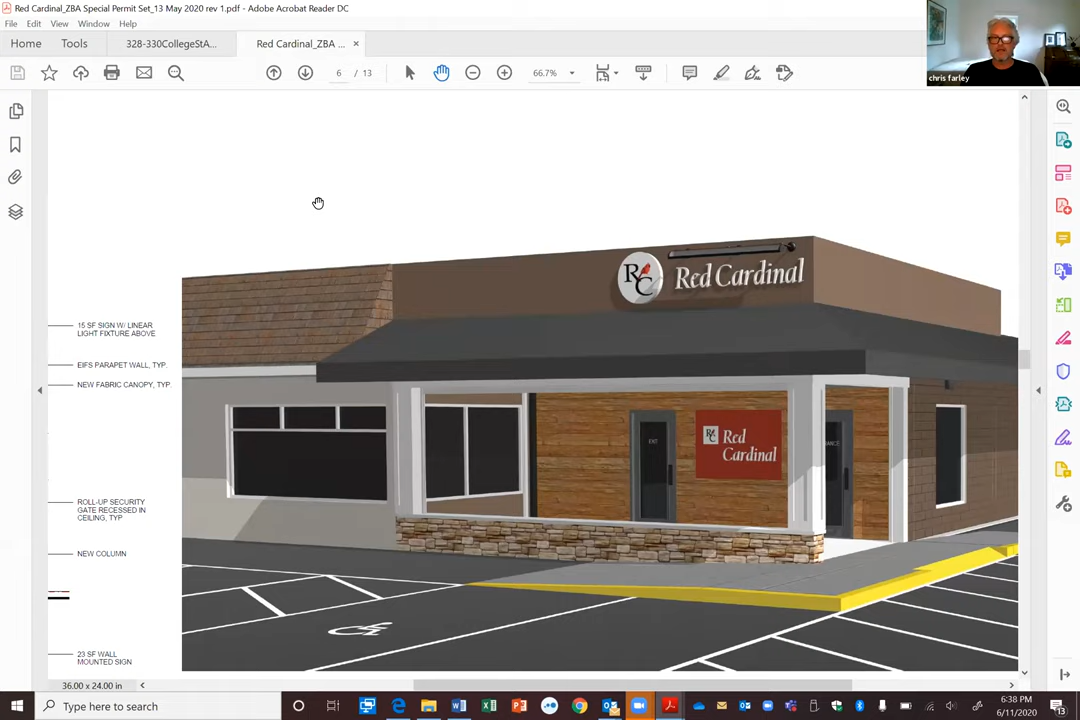 Red Cardinal_ZBA Special Permit Set_13 May 2020 rev 1.pdf - Adobe Acrobat Reader DC
File Edit View Window Help
Home Tools 328-330CollegeStA... Red Cardinal_ZBA ... ×
6 / 13 66.7%
chris farley
RC Red Cardinal
15 SF SIGN W/ LINEAR
LIGHT FIXTURE ABOVE
EIFS PARAPET WALL, TYP.
NEW FABRIC CANOPY, TYP.
EXIT
RC Red
Cardinal
ROLL-UP SECURITY
GATE RECESSED IN
CEILING, TYP
NEW COLUMN
23 SF WALL
MOUNTED SIGN
36.00 x 24.00 in
Type here to search
6:38 PM
6/11/2020
13